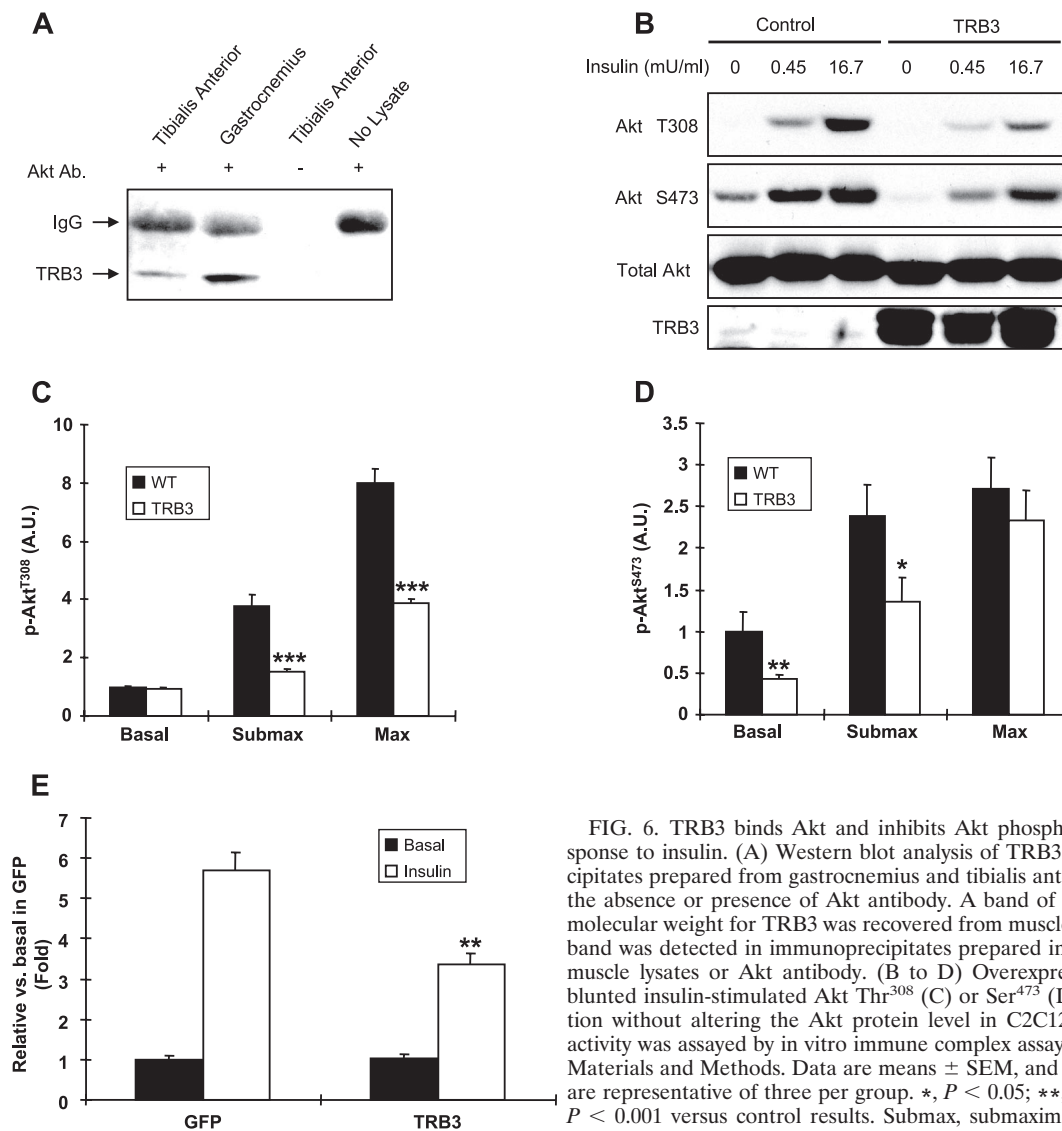 A
Tibialis Anterior
Gastrocnemius
Tibialis Anterior
No Lysate
Akt Ab. + + - +
IgG
TRB3
B
Control TRB3
Insulin (mU/ml) 0 0.45 16.7 0 0.45 16.7
Akt T308
Akt S473
Total Akt
TRB3
C
10
8
6
4
2
0
p-Akt^T308 (A.U.)
WT
TRB3
***
***
Basal Submax Max
D
3.5
3
2.5
2
1.5
1
0.5
0
p-Akt^S473 (A.U.)
WT
TRB3
**
*
Basal Submax Max
E
7
6
5
4
3
2
1
0
Relative vs. basal in GFP
(Fold)
Basal
Insulin
**
GFP TRB3
FIG. 6. TRB3 binds Akt and inhibits Akt phosph
sponse to insulin. (A) Western blot analysis of TRB3
cipitates prepared from gastrocnemius and tibialis ant
the absence or presence of Akt antibody. A band of
molecular weight for TRB3 was recovered from muscle
band was detected in immunoprecipitates prepared in
muscle lysates or Akt antibody. (B to D) Overexpre
blunted insulin-stimulated Akt Thr^308 (C) or Ser^473 (I
tion without altering the Akt protein level in C2C12
activity was assayed by in vitro immune complex assay
Materials and Methods. Data are means ± SEM, and
are representative of three per group. *, P < 0.05; **
P < 0.001 versus control results. Submax, submaxim